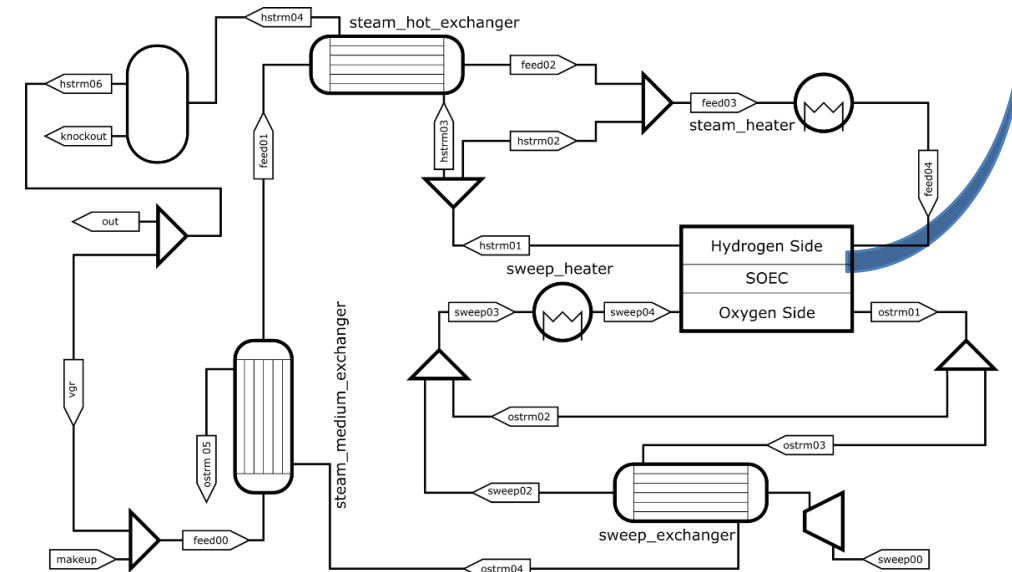 hstrm04
steam_hot_exchanger
hstrm06
feed02
feed03
knockout
steam_heater
hstrm03
hstrm02
feed01
feed04
out
hstrm01
Hydrogen Side
sweep_heater
SOEC
sweep03
sweep04
Oxygen Side
ostrm01
vgr
steam_medium_exchanger
ostrm02
ostrm 05
ostrm03
sweep02
sweep_exchanger
feed00
makeup
ostrm04
sweep00